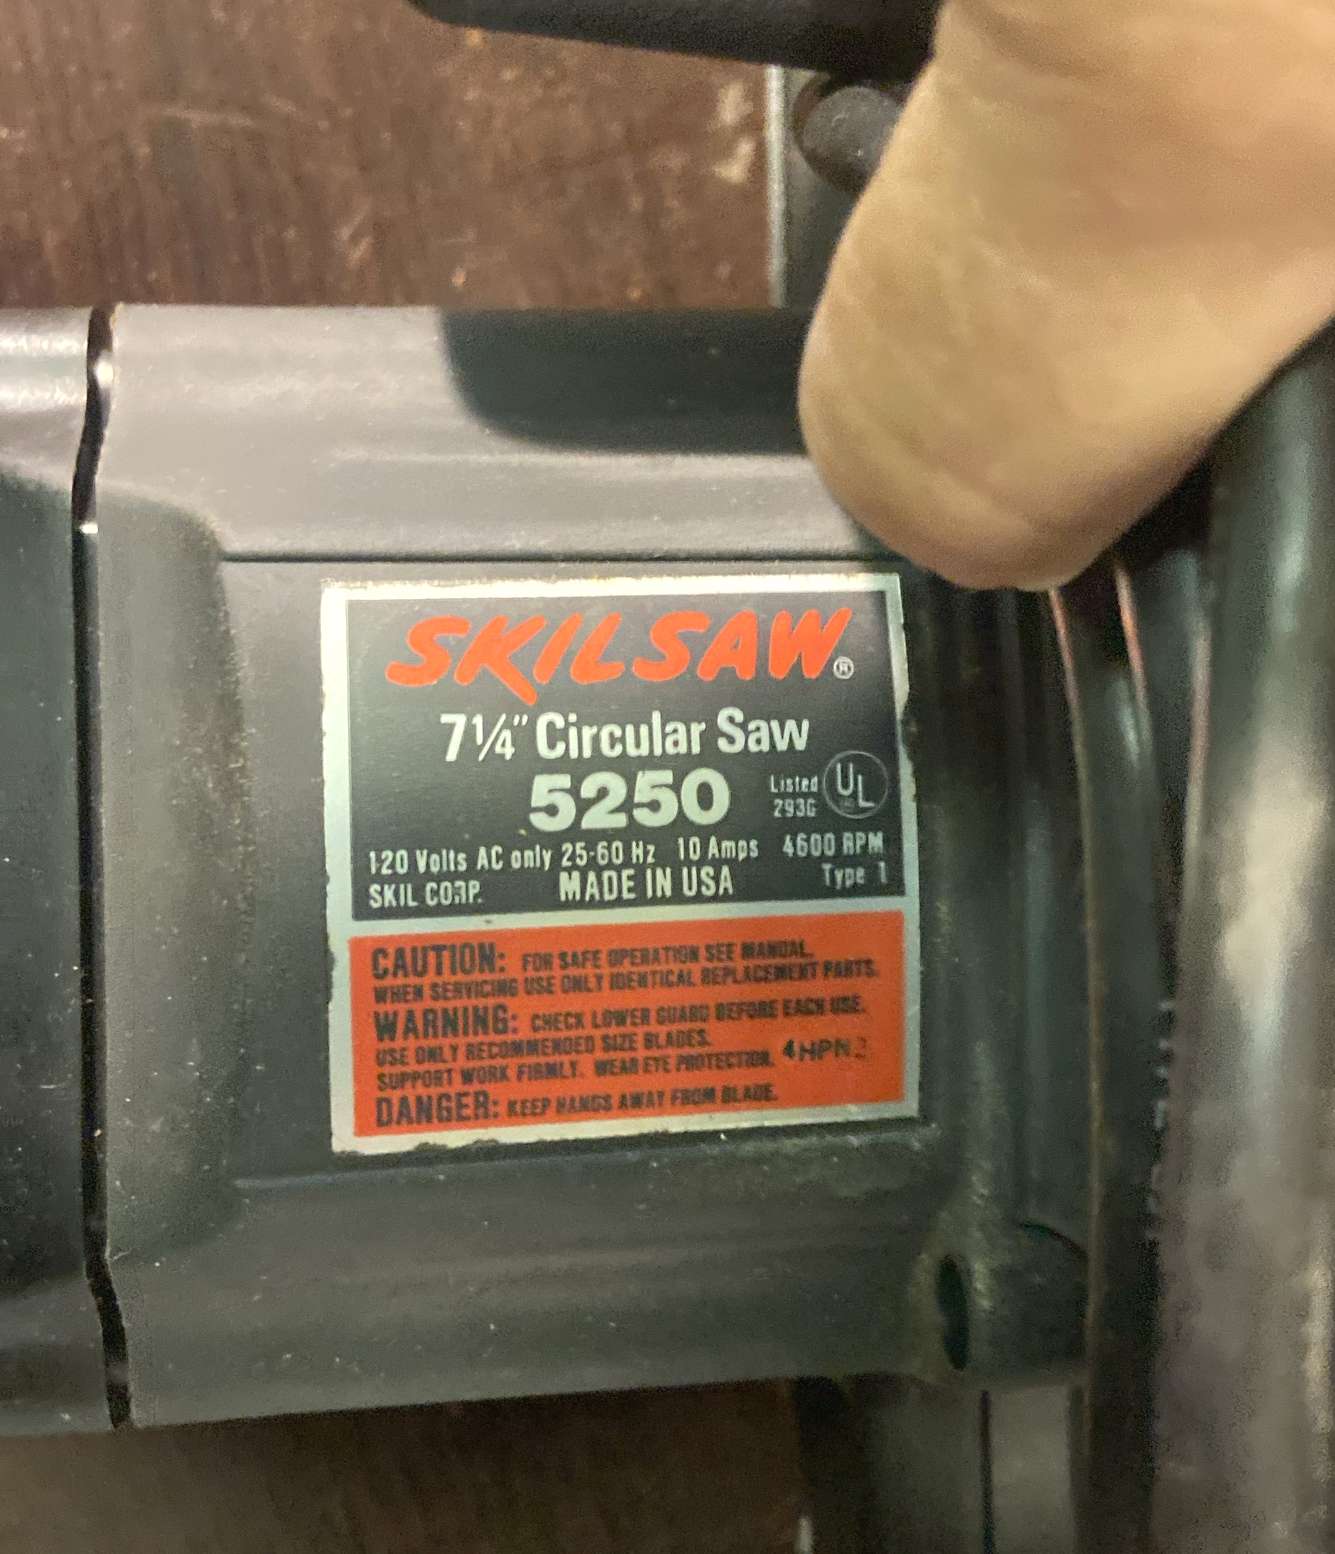 SKILSAW®
7¼" Circular Saw
5250
Listed UL
293G
120 Volts AC only 25-60 Hz 10 Amps 4600 RPM
SKIL CORP. MADE IN USA Type 1
CAUTION: FOR SAFE OPERATION SEE MANUAL.
WHEN SERVICING USE ONLY IDENTICAL REPLACEMENT PARTS.
WARNING: CHECK LOWER GUARD BEFORE EACH USE.
USE ONLY RECOMMENDED SIZE BLADES.
SUPPORT WORK FIRMLY. WEAR EYE PROTECTION.
DANGER: KEEP HANDS AWAY FROM BLADE.